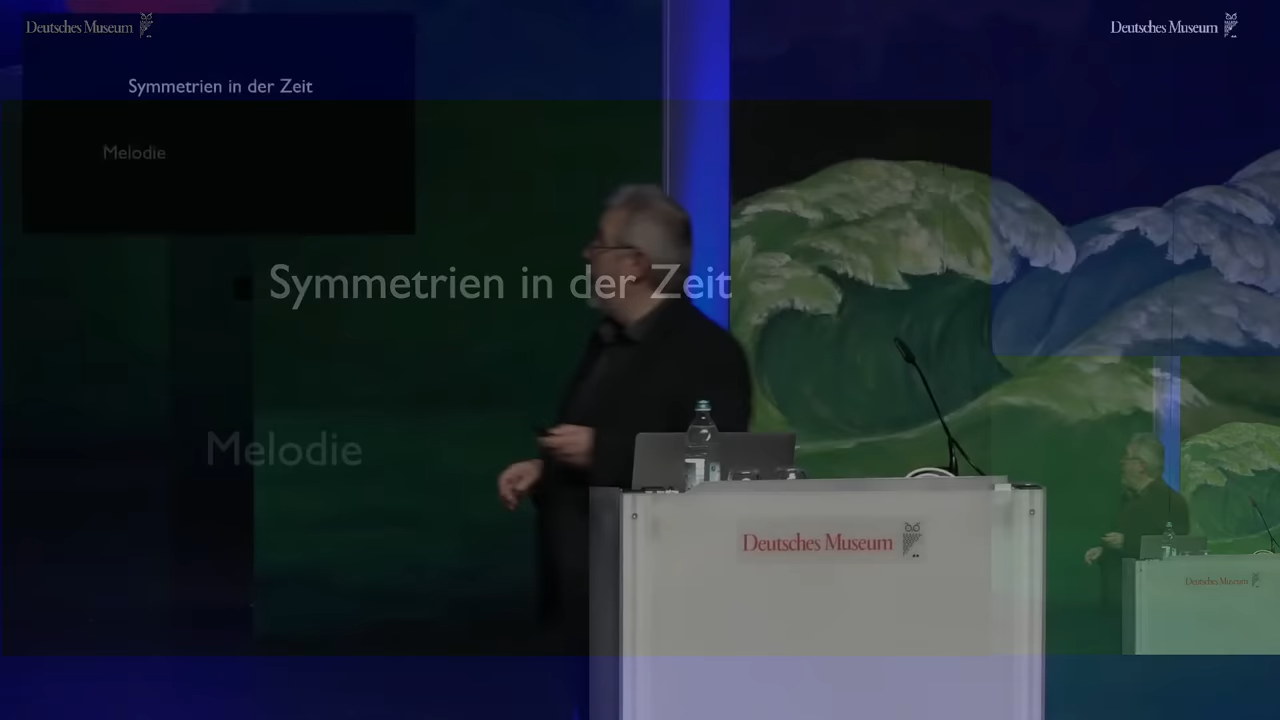 Deutsches Museum
Deutsches Museum
Symmetrien in der Zeit
Melodie
Symmetrien in der Zeit
Melodie
Deutsches Museum
Deutsches Museum